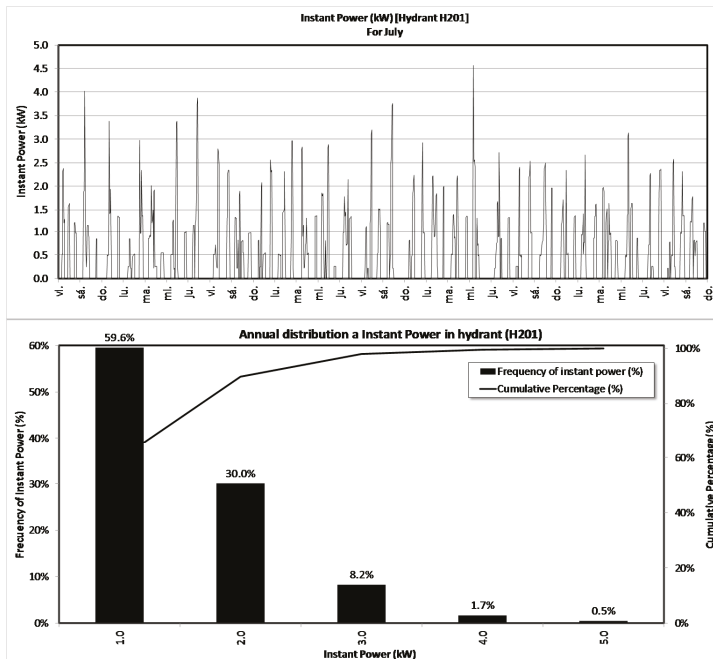 Instant Power (kW) [Hydrant H201]
For July
Instant Power (kW)
5.0
4.5
4.0
3.5
3.0
2.5
2.0
1.5
1.0
0.5
0.0
vi. sá. do. lu. ma. mi. ju. vi. sá. do. lu. ma. mi. ju. vi. sá. do. lu. ma. mi. ju. vi. sá. do. lu. ma. mi. ju. vi. sá. do.
Annual distribution a Instant Power in hydrant (H201)
Frecuency of Instant Power (%)
60%
50%
40%
30%
20%
10%
0%
59.6%
30.0%
8.2%
1.7%
0.5%
Frequency of instant power (%)
Cumulative Percentage (%)
100%
80%
60%
40%
20%
0%
Cumulative Percentage (%)
1.0 2.0 3.0 4.0 5.0
Instant Power (kW)